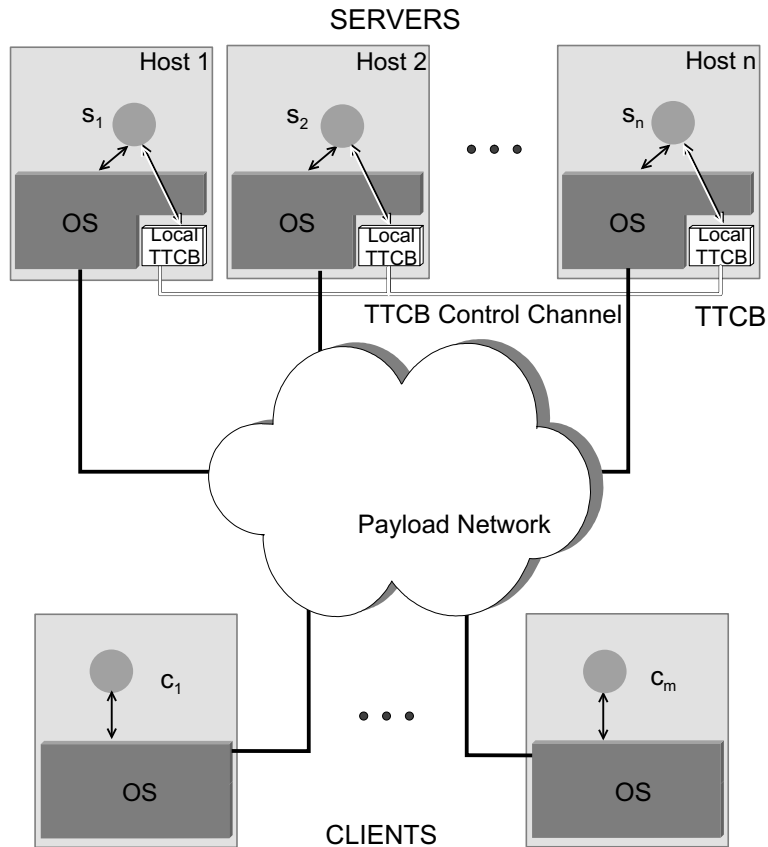 SERVERS
Host 1
Host 2
Host n
s1
s2
sn
OS
Local
TTCB
OS
Local
TTCB
OS
Local
TTCB
TTCB Control Channel
TTCB
Payload Network
c1
cm
OS
OS
CLIENTS